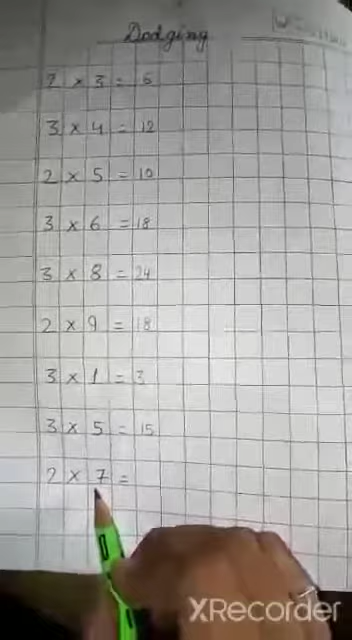 Dodging
2 × 3 = 6
3 × 4 = 12
2 × 5 = 10
3 × 6 = 18
3 × 8 = 24
2 × 9 = 18
3 × 1 = 3
3 × 5 = 15
2 × 7 =
XRecorder